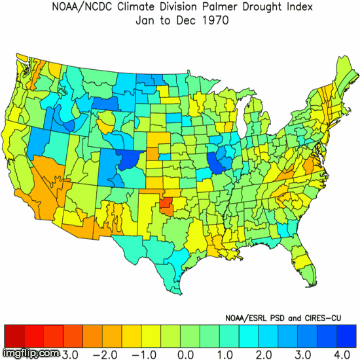 NOAA/NCDC Climate Division Palmer Drought Index
Jan to Dec 1970
NOAA/ESRL PSD and CIRES-CU
imgflip.com
-3.0 -2.0 -1.0 0.0 1.0 2.0 3.0 4.0